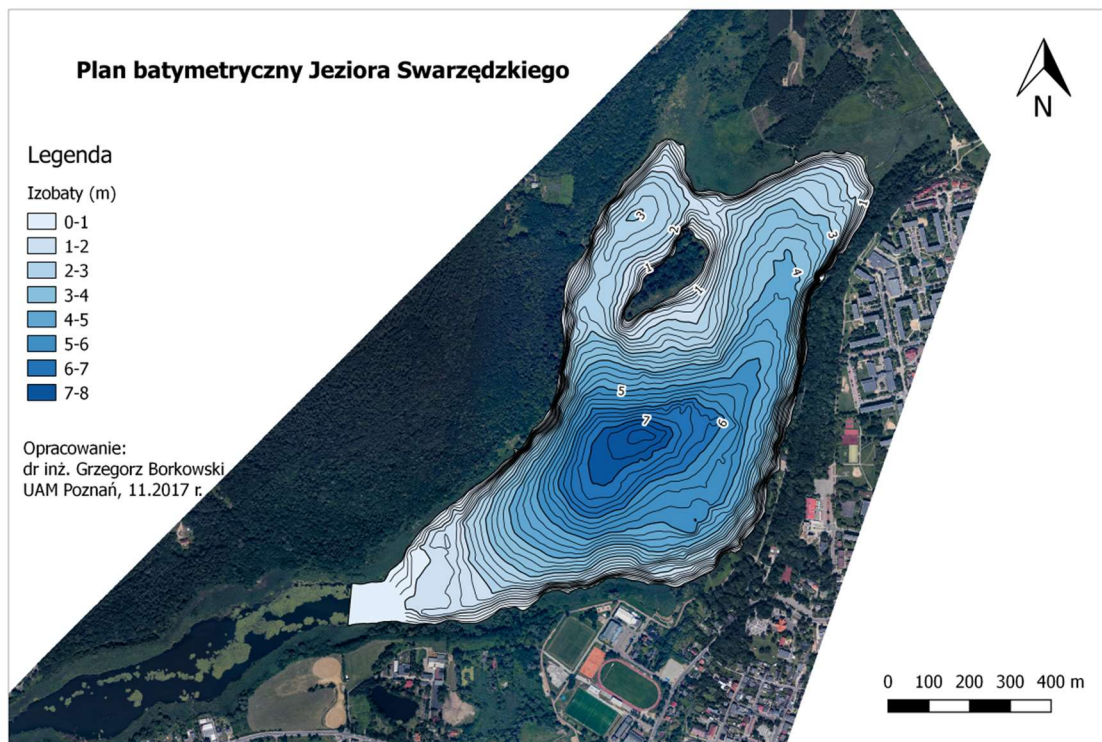 Plan batymetryczny Jeziora Swarzędzkiego
N
Legenda
Izobaty (m)
0-1
1-2
2-3
3-4
4-5
5-6
6-7
7-8
Opracowanie:
dr inż. Grzegorz Borkowski
UAM Poznań, 11.2017 r.
3
2
1
1
1
3
4
5
7
6
0 100 200 300 400 m